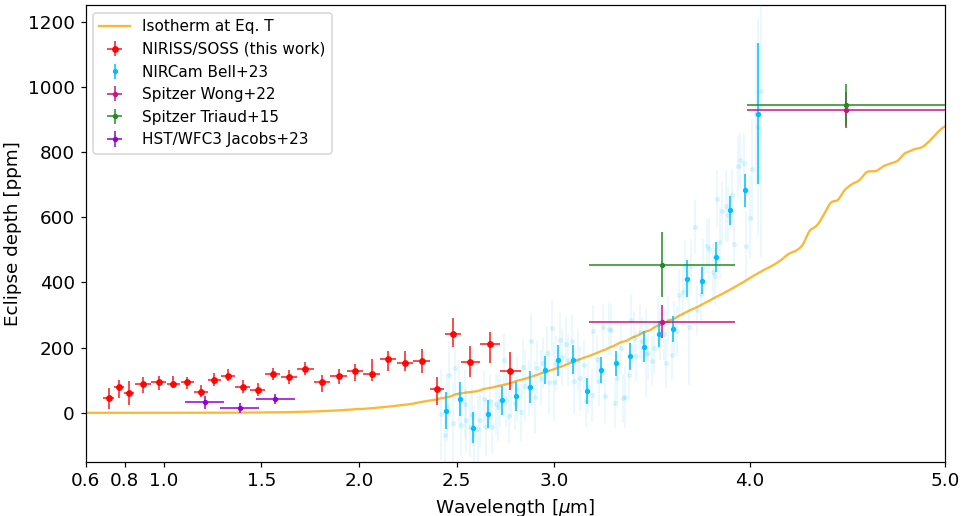 Isotherm at Eq. T
NIRISS/SOSS (this work)
NIRCam Bell+23
Spitzer Wong+22
Spitzer Triaud+15
HST/WFC3 Jacobs+23
Eclipse depth [ppm]
1200
1000
800
600
400
200
0
0.6 0.8 1.0 1.5 2.0 2.5 3.0 4.0 5.0
Wavelength [μm]